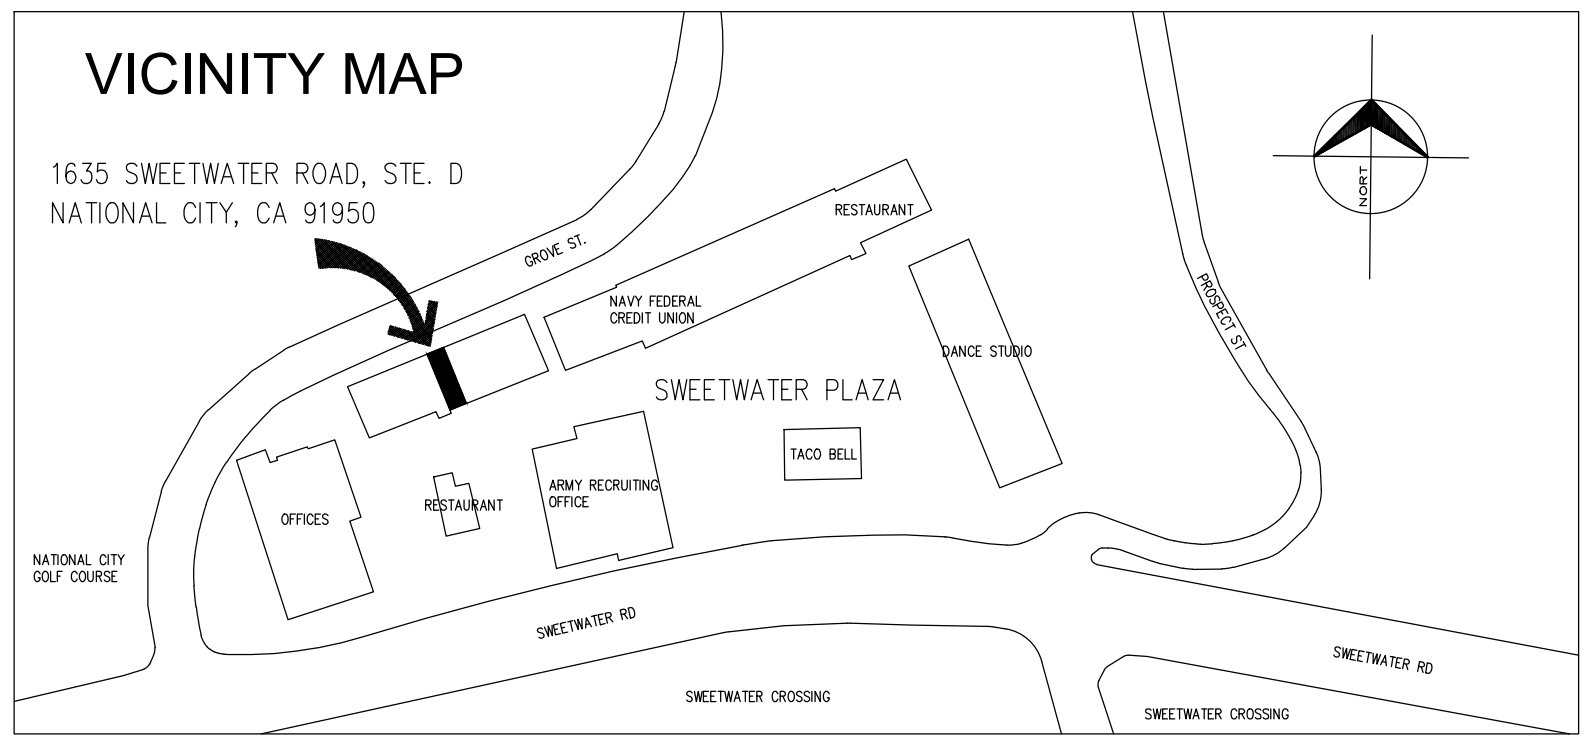 VICINITY MAP
1635 SWEETWATER ROAD, STE. D
NATIONAL CITY, CA 91950
NORT
GROVE ST.
RESTAURANT
NAVY FEDERAL
CREDIT UNION
PROSPECT ST
DANCE STUDIO
SWEETWATER PLAZA
TACO BELL
ARMY RECRUITING
OFFICE
RESTAURANT
OFFICES
NATIONAL CITY
GOLF COURSE
SWEETWATER RD
SWEETWATER RD
SWEETWATER CROSSING
SWEETWATER CROSSING